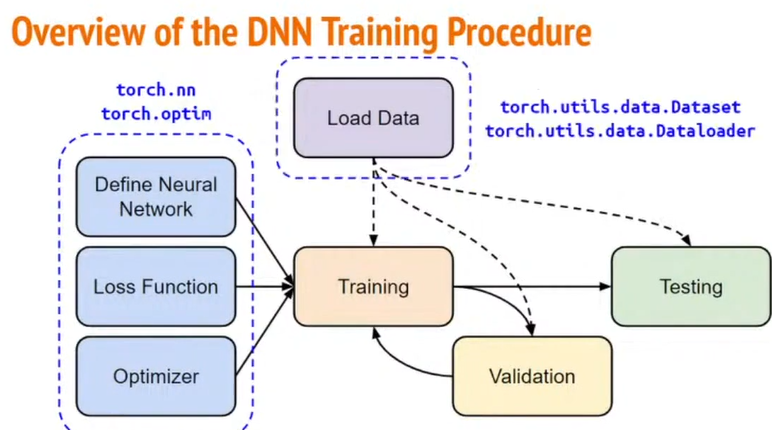 Overview of the DNN Training Procedure
torch.nn
torch.optim
Load Data
torch.utils.data.Dataset
torch.utils.data.Dataloader
Define Neural
Network
Loss Function
Training
Testing
Optimizer
Validation